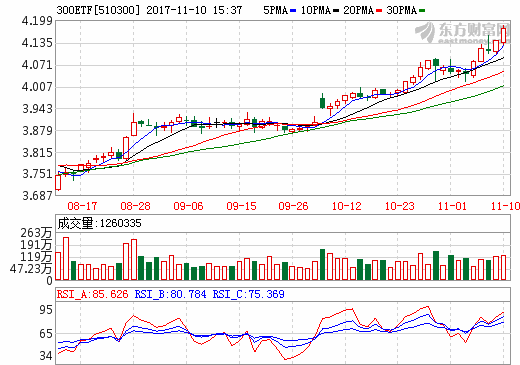 300ETF[510300] 2017-11-10 15:37 5PMA 10PMA 20PMA 30PMA
东方财富网
eastmoney.com
4.199
4.135
4.071
4.007
3.943
3.879
3.815
3.751
3.687
08-17 08-28 09-06 09-15 09-26 10-12 10-23 11-01 11-10
成交量:1260335
263万
191万
119万
47.23万
0
RSI_A:85.626 RSI_B:80.784 RSI_C:75.369
95
65
34